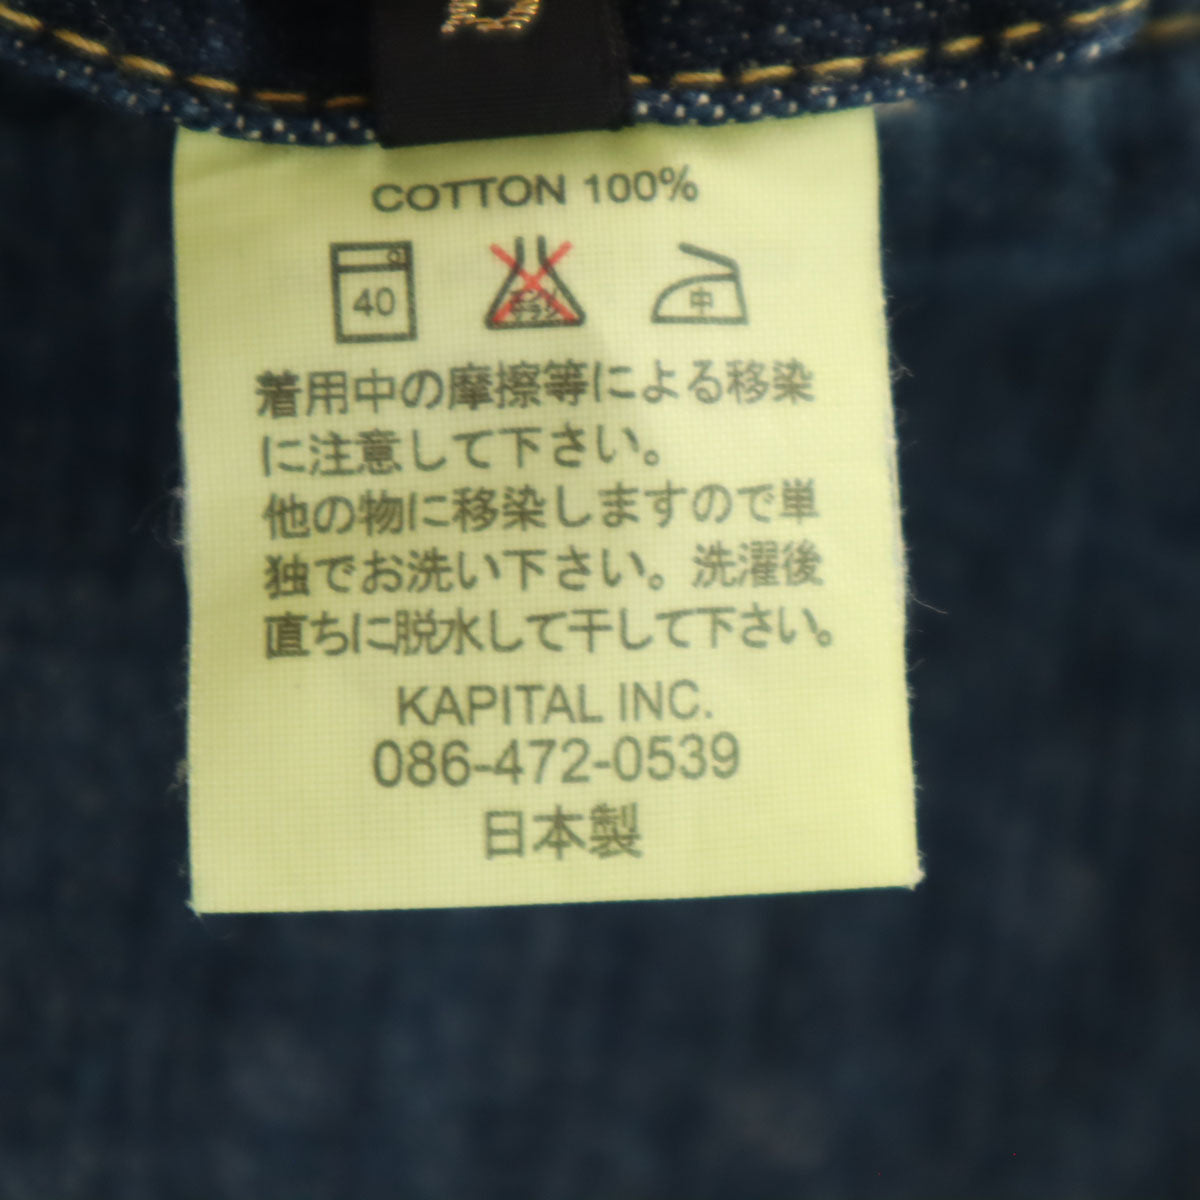 COTTON 100%
40
中
着用中の摩擦等による移染
に注意して下さい。
他の物に移染しますので単
独でお洗い下さい。洗濯後
直ちに脱水して干して下さい。
KAPITAL INC.
086-472-0539
日本製